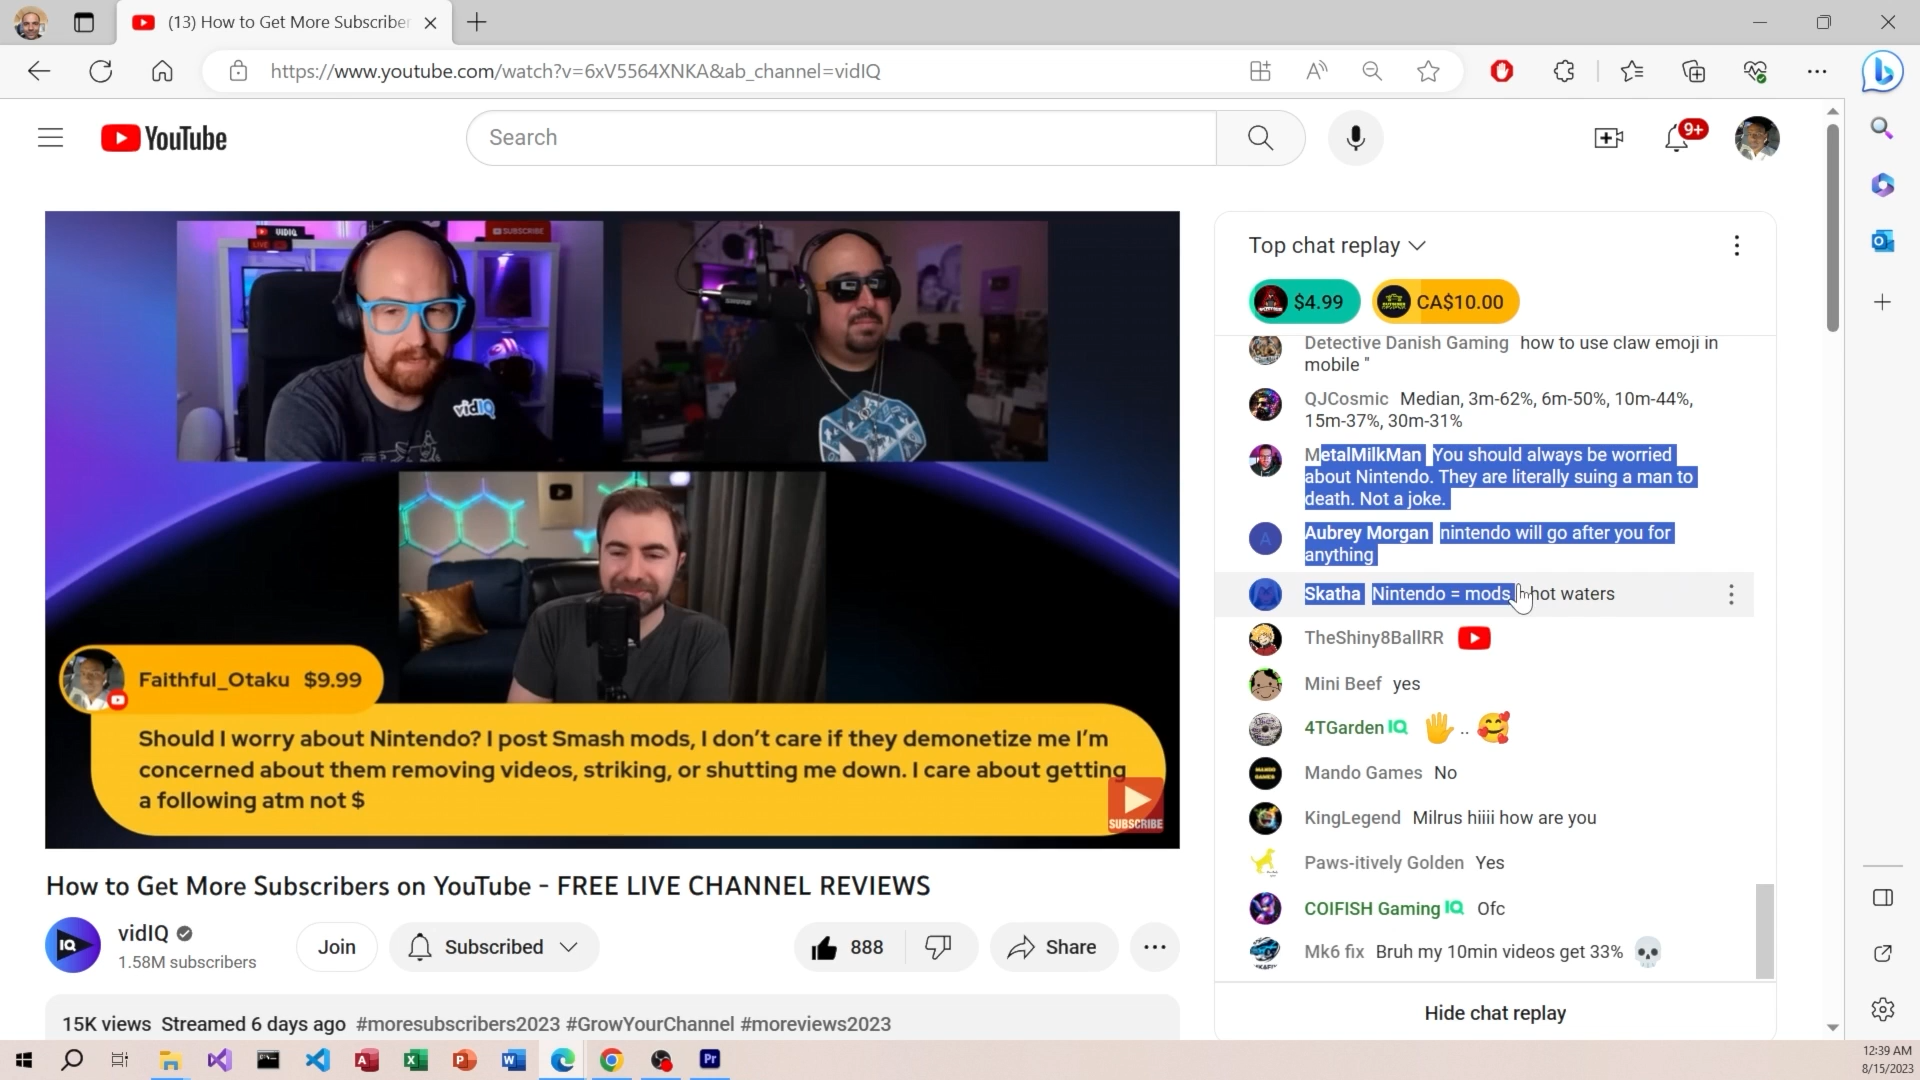 (13) How to Get More Subscriber
https://www.youtube.com/watch?v=6xV5564XNKA&ab_channel=vidIQ
YouTube
Search
9+
VIDIQ
LIVE
SUBSCRIBE
vidIQ
Faithful_Otaku $9.99
Should I worry about Nintendo? I post Smash mods, I don't care if they demonetize me I'm
concerned about them removing videos, striking, or shutting me down. I care about getting
a following atm not $
SUBSCRIBE
Top chat replay
$4.99 CA$10.00
Detective Danish Gaming how to use claw emoji in
mobile "
QJCosmic Median, 3m-62%, 6m-50%, 10m-44%,
15m-37%, 30m-31%
MetalMilkMan You should always be worried
about Nintendo. They are literally suing a man to
death. Not a joke.
Aubrey Morgan nintendo will go after you for
anything
Skatha Nintendo = mods hot waters
TheShiny8BallRR
Mini Beef yes
4TGarden IQ 🖐 .. 🥰
Mando Games No
KingLegend Milrus hiiii how are you
Paws-itively Golden Yes
COIFISH Gaming IQ Ofc
Mk6 fix Bruh my 10min videos get 33% 💀
Hide chat replay
How to Get More Subscribers on YouTube - FREE LIVE CHANNEL REVIEWS
IQ
vidIQ
1.58M subscribers
Join
Subscribed
888
Share
15K views Streamed 6 days ago #moresubscribers2023 #GrowYourChannel #moreviews2023
12:39 AM
8/15/2023